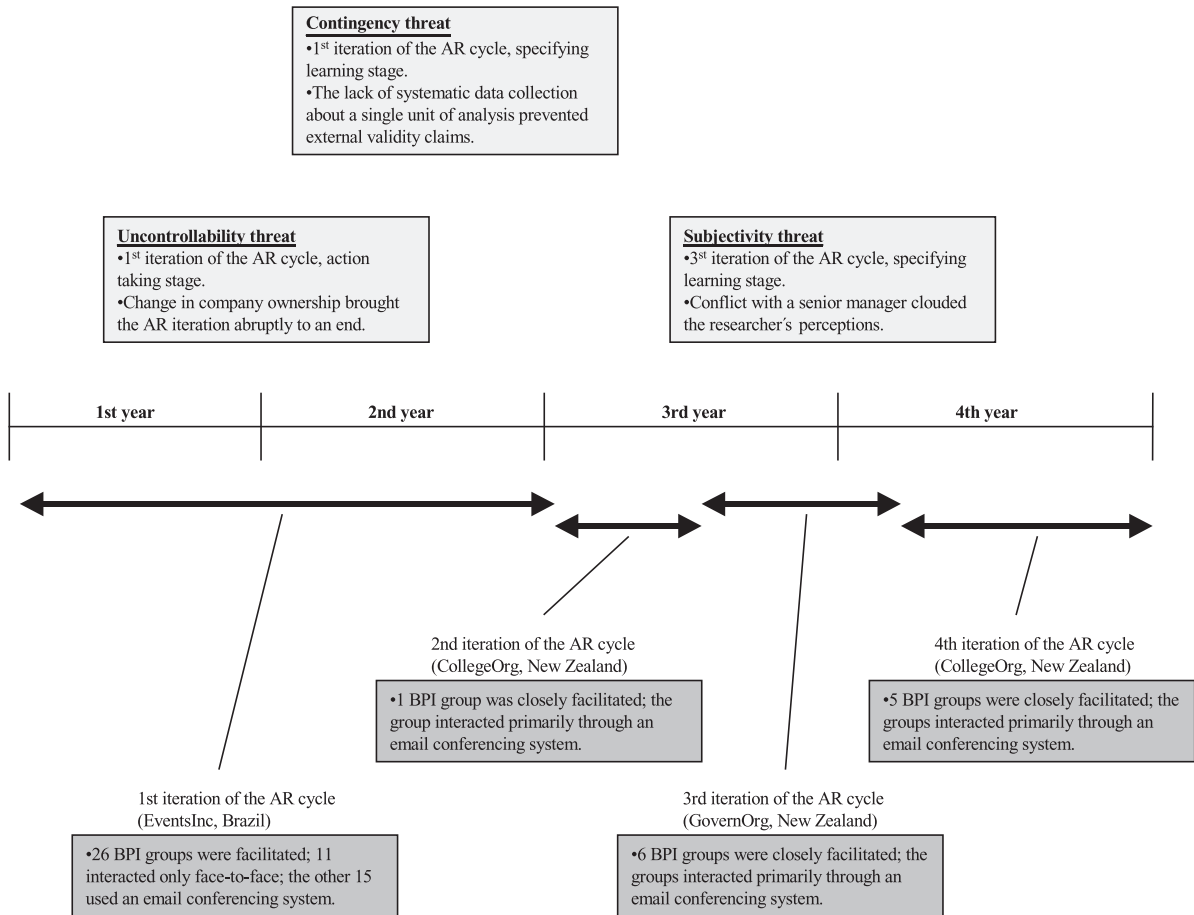 Contingency threat
•1st iteration of the AR cycle, specifying
learning stage.
•The lack of systematic data collection
about a single unit of analysis prevented
external validity claims.
Uncontrollability threat
•1st iteration of the AR cycle, action
taking stage.
•Change in company ownership brought
the AR iteration abruptly to an end.
Subjectivity threat
•3st iteration of the AR cycle, specifying
learning stage.
•Conflict with a senior manager clouded
the researcher´s perceptions.
1st year
2nd year
3rd year
4th year
2nd iteration of the AR cycle
(CollegeOrg, New Zealand)
•1 BPI group was closely facilitated; the
group interacted primarily through an
email conferencing system.
4th iteration of the AR cycle
(CollegeOrg, New Zealand)
•5 BPI groups were closely facilitated; the
groups interacted primarily through an
email conferencing system.
1st iteration of the AR cycle
(EventsInc, Brazil)
•26 BPI groups were facilitated; 11
interacted only face-to-face; the other 15
used an email conferencing system.
3rd iteration of the AR cycle
(GovernOrg, New Zealand)
•6 BPI groups were closely facilitated; the
groups interacted primarily through an
email conferencing system.